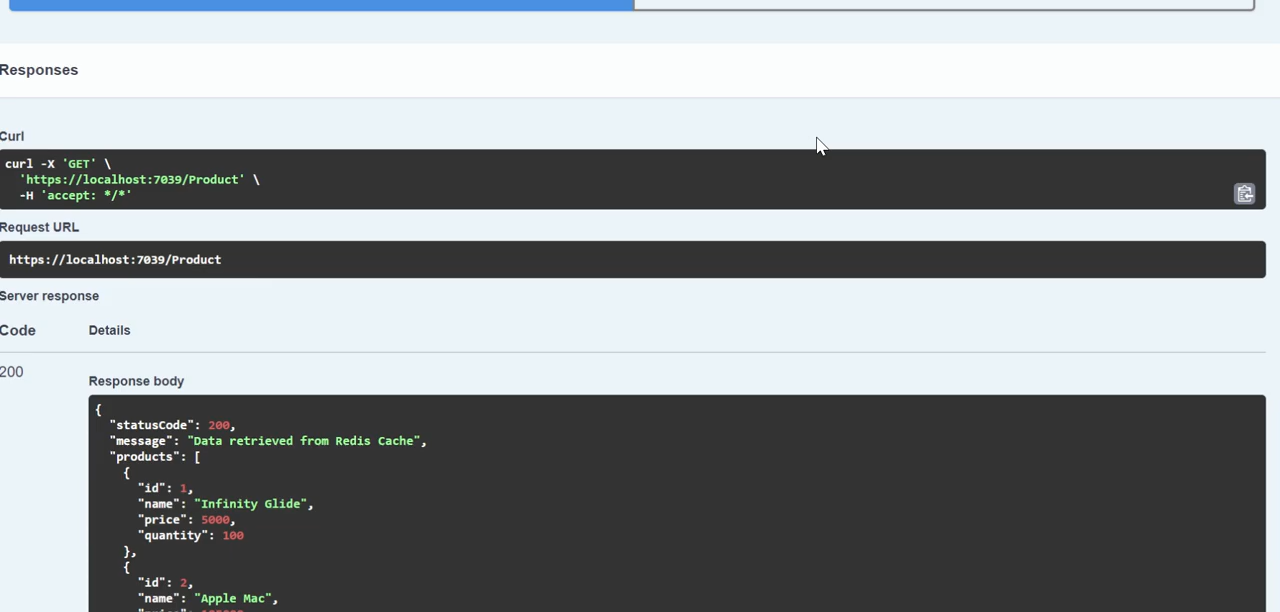 Responses
Curl
curl -X 'GET' \
  'https://localhost:7039/Product' \
  -H 'accept: */*'
Request URL
https://localhost:7039/Product
Server response
Code Details
200
Response body
{
  "statusCode": 200,
  "message": "Data retrieved from Redis Cache",
  "products": [
    {
      "id": 1,
      "name": "Infinity Glide",
      "price": 5000,
      "quantity": 100
    },
    {
      "id": 2,
      "name": "Apple Mac",